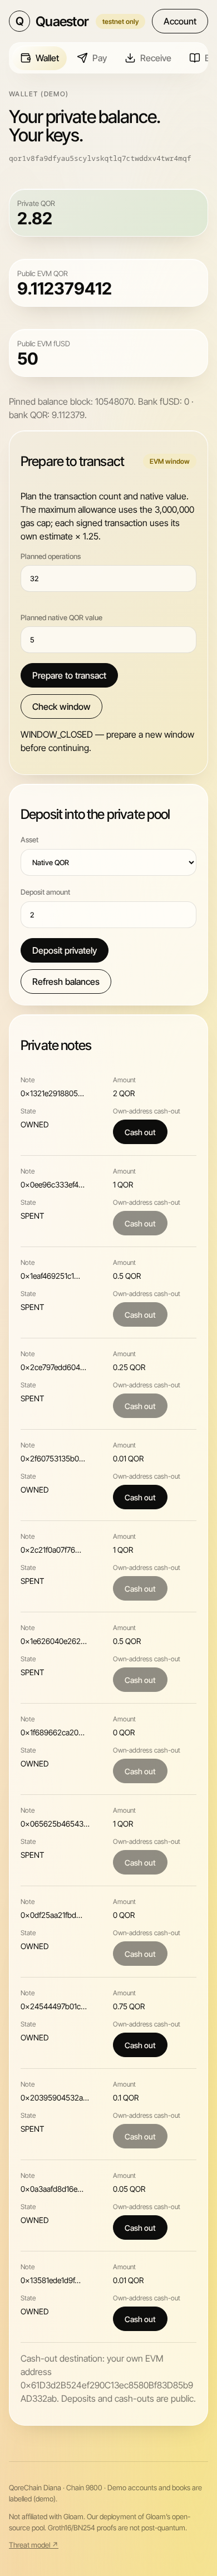 Q Quaestor testnet only Account
Wallet Pay Receive
WALLET (DEMO)
Your private balance.
Your keys.
qor1v8fa9dfyau5scylvskqtlq7ctwddxv4twr4mqf
Private QOR
2.82
Public EVM QOR
9.112379412
Public EVM fUSD
50
Pinned balance block: 10548070. Bank fUSD: 0 ·
bank QOR: 9.112379.
Prepare to transact EVM window
Plan the transaction count and native value.
The maximum allowance uses the 3,000,000
gas cap; each signed transaction uses its
own estimate × 1.25.
Planned operations
32
Planned native QOR value
5
Prepare to transact
Check window
WINDOW_CLOSED — prepare a new window
before continuing.
Deposit into the private pool
Asset
Native QOR
Deposit amount
2
Deposit privately
Refresh balances
Private notes
Note Amount
0×1321e2918805… 2 QOR
State Own-address cash-out
OWNED Cash out
Note Amount
0×0ee96c333ef4… 1 QOR
State Own-address cash-out
SPENT Cash out
Note Amount
0×1eaf469251c1… 0.5 QOR
State Own-address cash-out
SPENT Cash out
Note Amount
0×2ce797edd604… 0.25 QOR
State Own-address cash-out
SPENT Cash out
Note Amount
0×2f60753135b0… 0.01 QOR
State Own-address cash-out
OWNED Cash out
Note Amount
0×2c21f0a07f76… 1 QOR
State Own-address cash-out
SPENT Cash out
Note Amount
0×1e626040e262… 0.5 QOR
State Own-address cash-out
SPENT Cash out
Note Amount
0×1f689662ca20… 0 QOR
State Own-address cash-out
OWNED Cash out
Note Amount
0×065625b46543… 1 QOR
State Own-address cash-out
SPENT Cash out
Note Amount
0×0df25aa21fbd… 0 QOR
State Own-address cash-out
OWNED Cash out
Note Amount
0×24544497b01c… 0.75 QOR
State Own-address cash-out
OWNED Cash out
Note Amount
0×20395904532a… 0.1 QOR
State Own-address cash-out
SPENT Cash out
Note Amount
0×0a3aafd8d16e… 0.05 QOR
State Own-address cash-out
OWNED Cash out
Note Amount
0×13581ede1d9f… 0.01 QOR
State Own-address cash-out
OWNED Cash out
Cash-out destination: your own EVM
address
0×61D3d2B524ef290C13ec8580Bf83D85b9
AD332ab. Deposits and cash-outs are public.
QoreChain Diana · Chain 9800 · Demo accounts and books are
labelled (demo).
Not affiliated with Gloam. Our deployment of Gloam's open-
source pool. Groth16/BN254 proofs are not post-quantum.
Threat model ↗